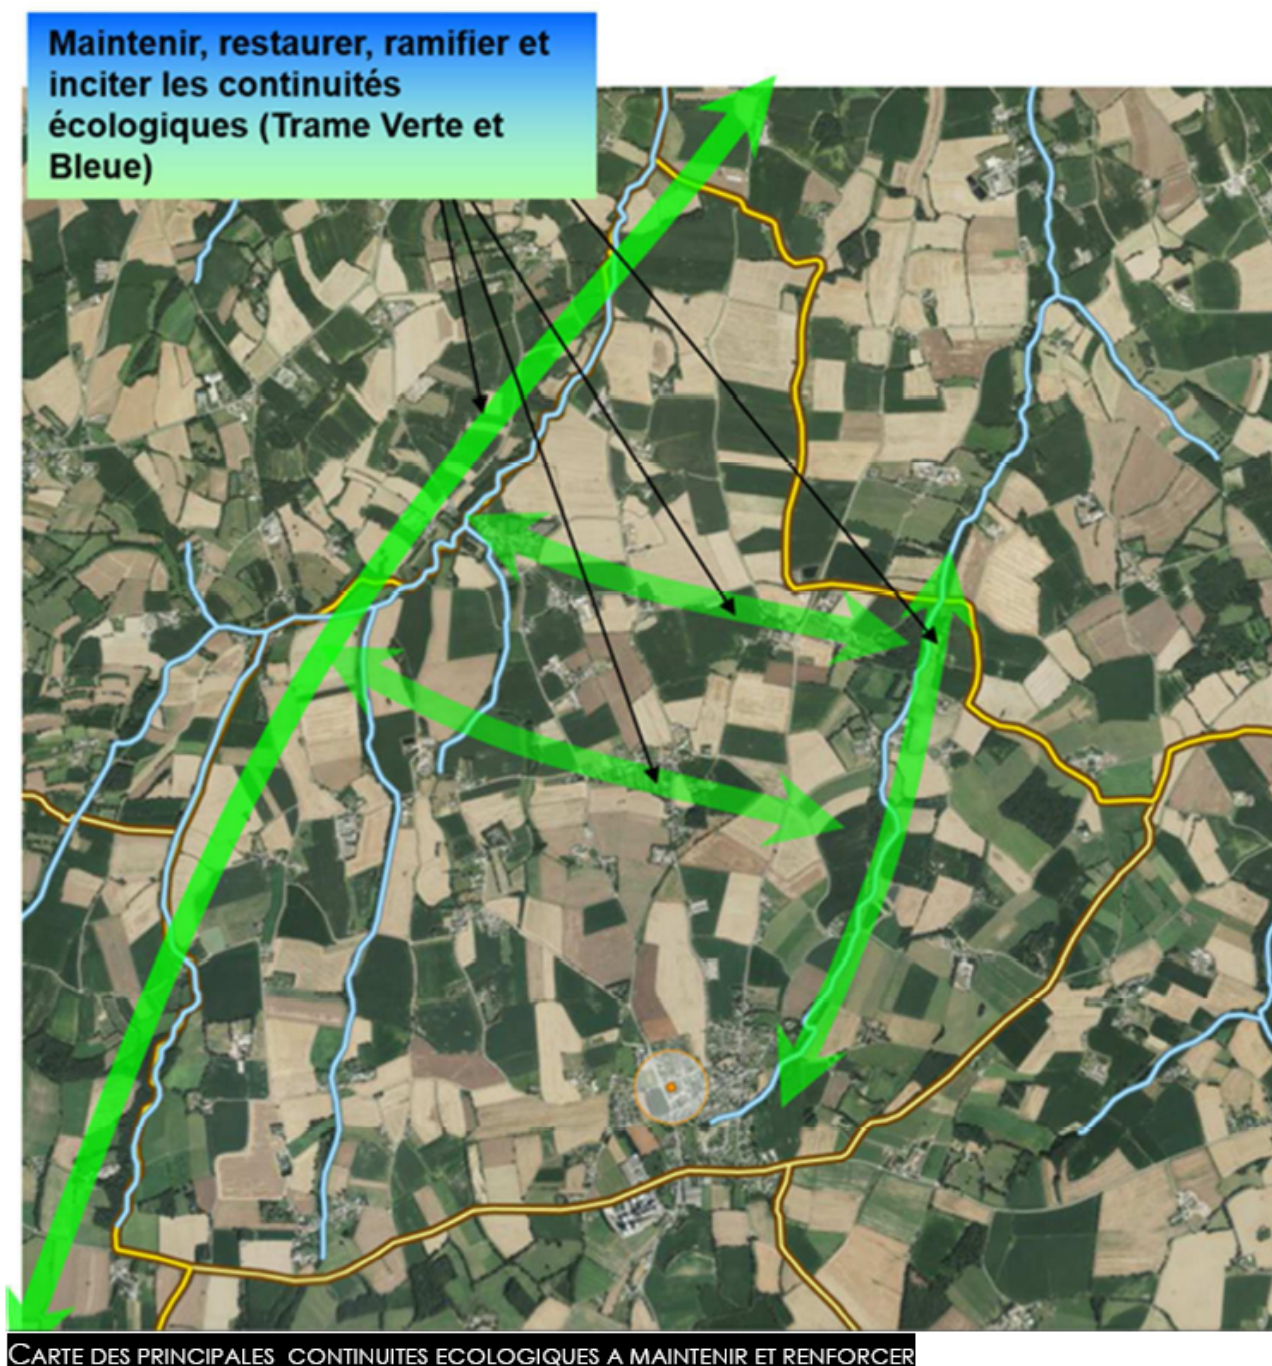 Maintenir, restaurer, ramifier et
inciter les continuités
écologiques (Trame Verte et
Bleue)
CARTE DES PRINCIPALES CONTINUITES ECOLOGIQUES A MAINTENIR ET RENFORCER